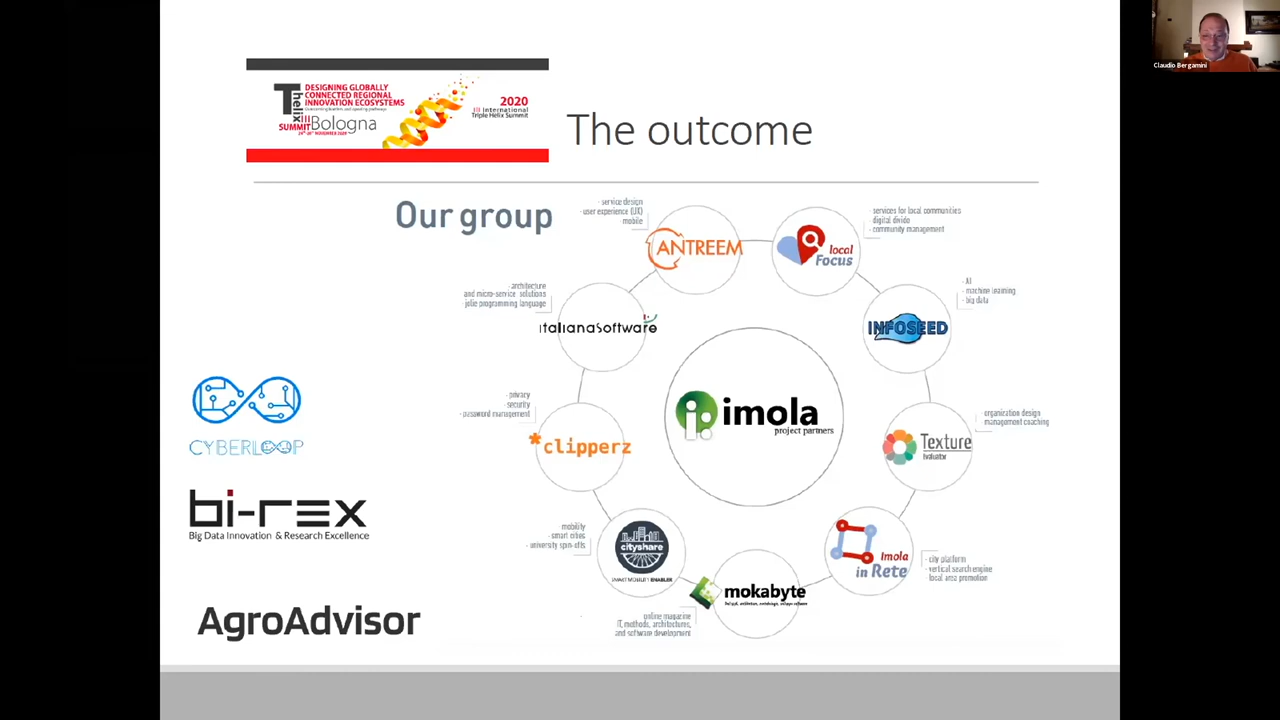 Claudio Bergamini
Thelix III
SUMMIT Bologna
DESIGNING GLOBALLY
CONNECTED REGIONAL
INNOVATION ECOSYSTEMS
2020
III International
Triple Helix Summit
The outcome
Our group
- service design
- user experience (UX)
- mobile
ANTREEM
local
Focus
- services for local communities
- digital divide
- community management
- architecture
and micro-service solutions
- jolie programming language
italianaSoftware
INFOSEED
- AI
- machine learning
- big data
imola
project partners
- privacy
- security
- password management
*clipperz
Texture
Evaluator
organization design
management coaching
CYBERLOOP
bi-rex
Big Data Innovation & Research Excellence
mobility
- smart cities
- university spin-offs
cityshare
SMART MOBILITY ENABLER
Imola
in Rete
- city platform
- vertical search engine
local area promotion
mokabyte
online magazine
IT, methods, architectures,
and software development
AgroAdvisor